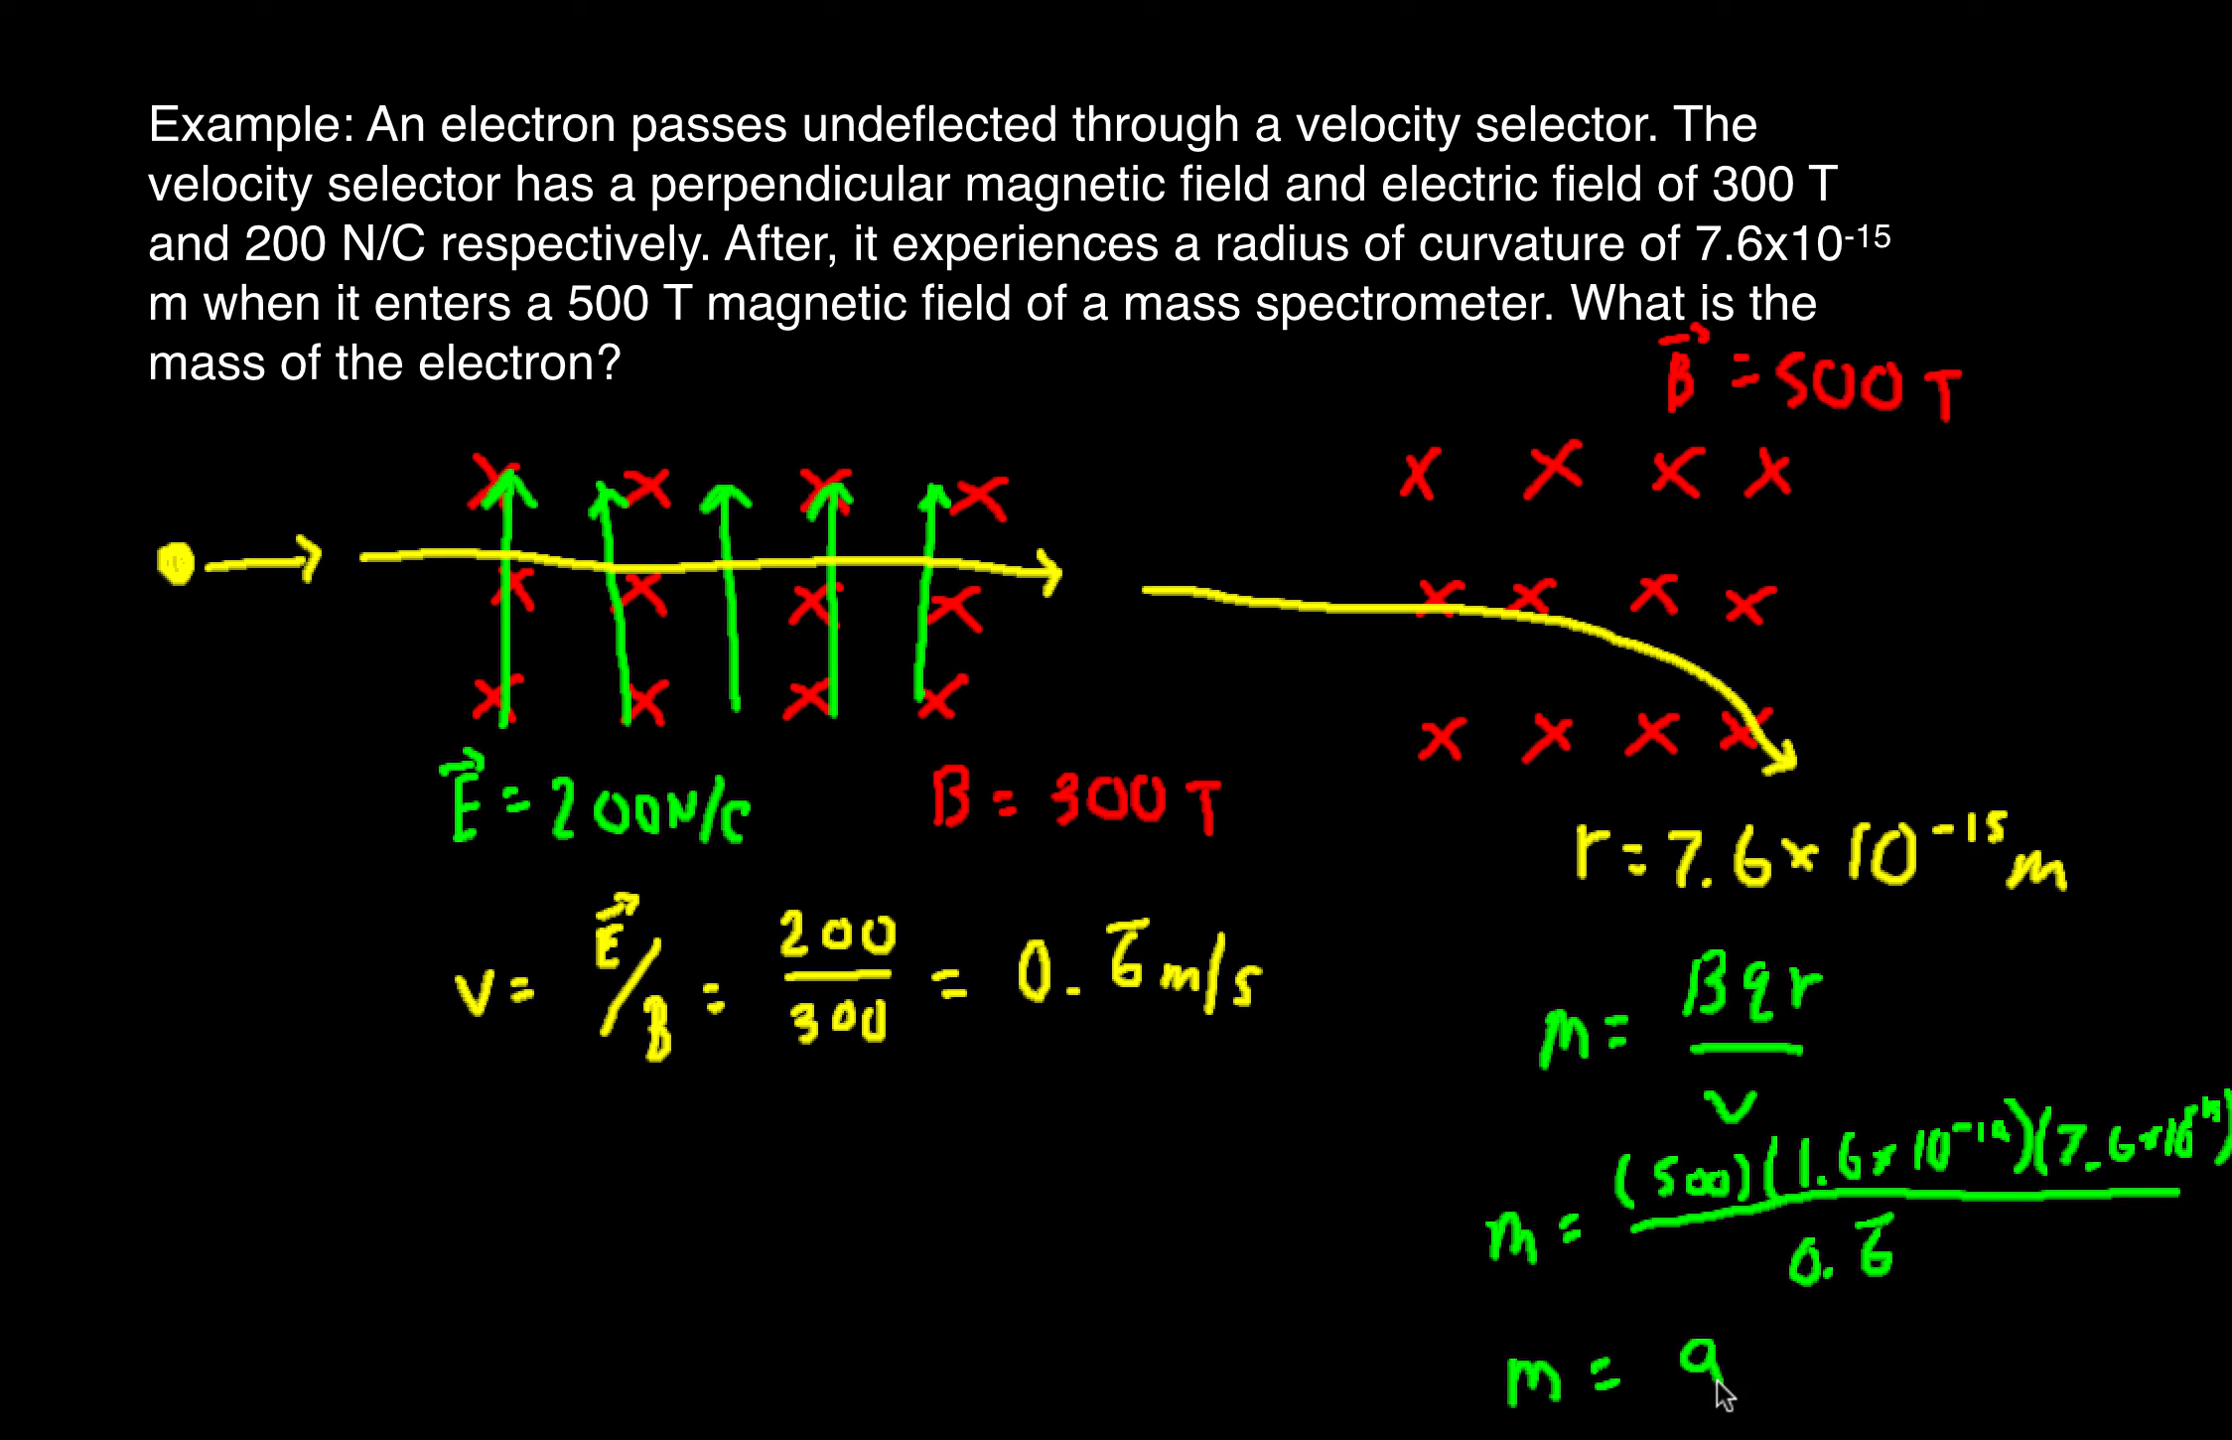 Example: An electron passes undeflected through a velocity selector. The
velocity selector has a perpendicular magnetic field and electric field of 300 T
and 200 N/C respectively. After, it experiences a radius of curvature of 7.6x10⁻¹⁵
m when it enters a 500 T magnetic field of a mass spectrometer. What is the
mass of the electron?
B⃗ = 500 T
E⃗ = 200 N/C
B = 300 T
r = 7.6 x 10⁻¹⁵ m
v = E⃗/B = 200/300 = 0.6̅ m/s
m = Bqr/v
m = (500)(1.6 x 10⁻¹⁹)(7.6 x 10⁻¹⁵)/0.6̅
m = 9